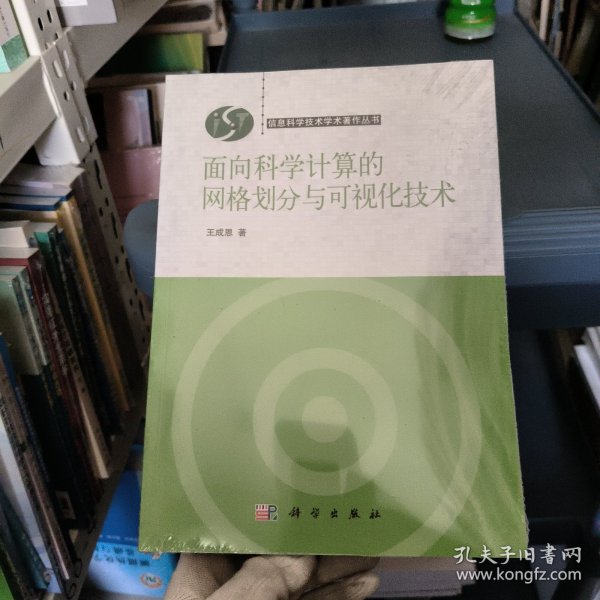 IST
信息科学技术学术著作丛书
面向科学计算的
网格划分与可视化技术
王成恩 著
科学出版社
孔夫子旧书网
www.kongfz.com